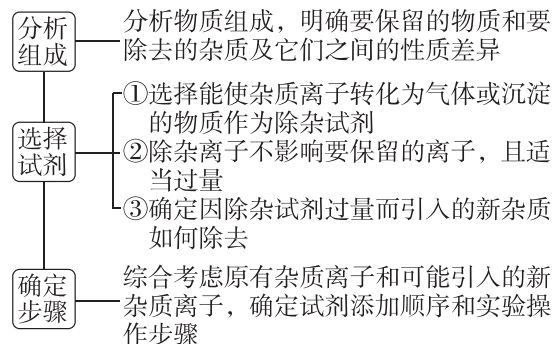 分析
组成
分析物质组成，明确要保留的物质和要
除去的杂质及它们之间的性质差异
选择
试剂
①选择能使杂质离子转化为气体或沉淀
的物质作为除杂试剂
②除杂离子不影响要保留的离子，且适
当过量
③确定因除杂试剂过量而引入的新杂质
如何除去
确定
步骤
综合考虑原有杂质离子和可能引入的新
杂质离子，确定试剂添加顺序和实验操
作步骤